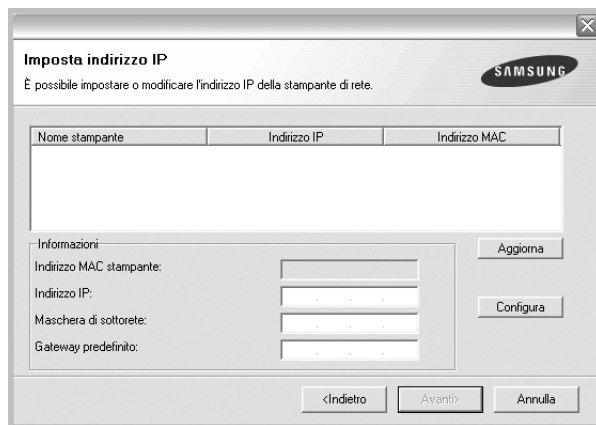 Imposta indirizzo IP
È possibile impostare o modificare l'indirizzo IP della stampante di rete.
SAMSUNG
Nome stampante Indirizzo IP Indirizzo MAC
Informazioni
Aggiorna
Indirizzo MAC stampante:
Indirizzo IP:
Configura
Maschera di sottorete:
Gateway predefinito:
<Indietro Avanti> Annulla